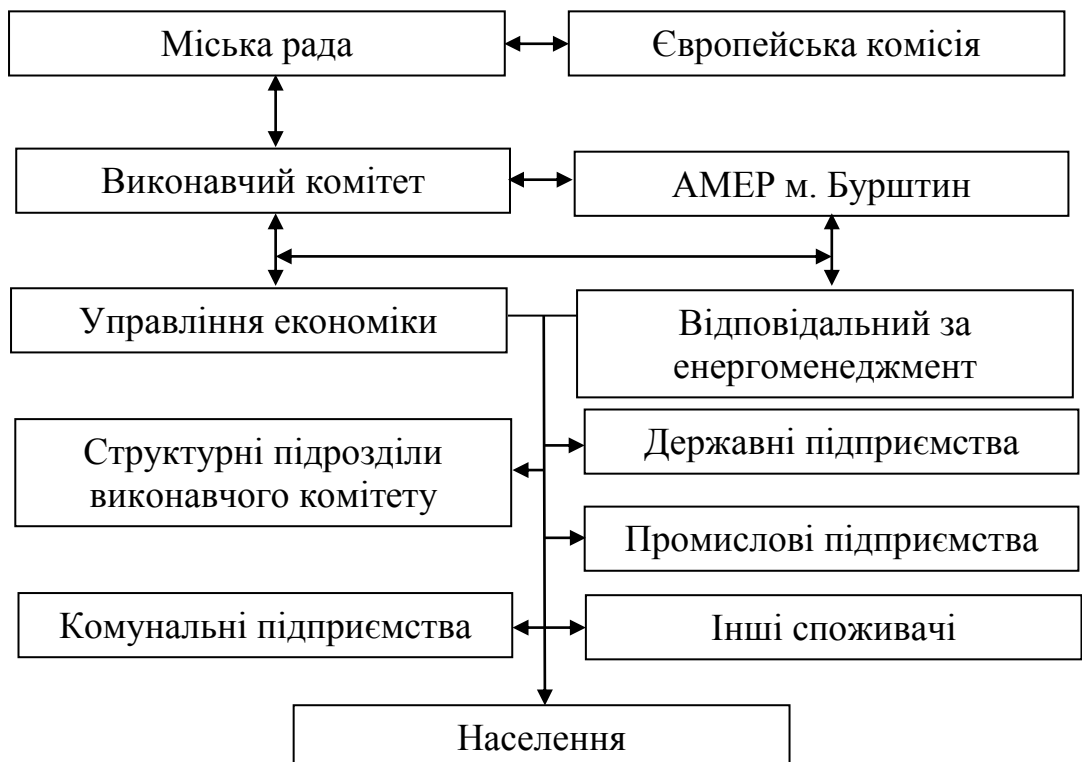 Міська рада
Європейська комісія
Виконавчий комітет
АМЕР м. Бурштин
Управління економіки
Відповідальний за
енергоменеджмент
Структурні підрозділи
виконавчого комітету
Державні підприємства
Промислові підприємства
Комунальні підприємства
Інші споживачі
Населення